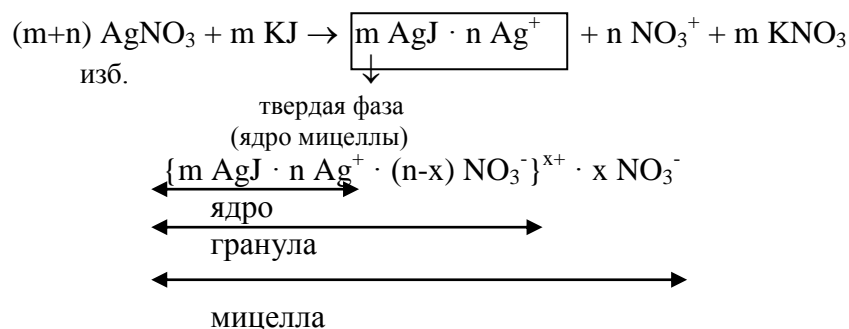 (m+n) AgNO₃ + m KJ → m AgJ · n Ag⁺ + n NO₃⁺ + m KNO₃
изб.
твердая фаза
(ядро мицеллы)
{m AgJ · n Ag⁺ · (n-x) NO₃⁻}ˣ⁺ · x NO₃⁻
ядро
гранула
мицелла